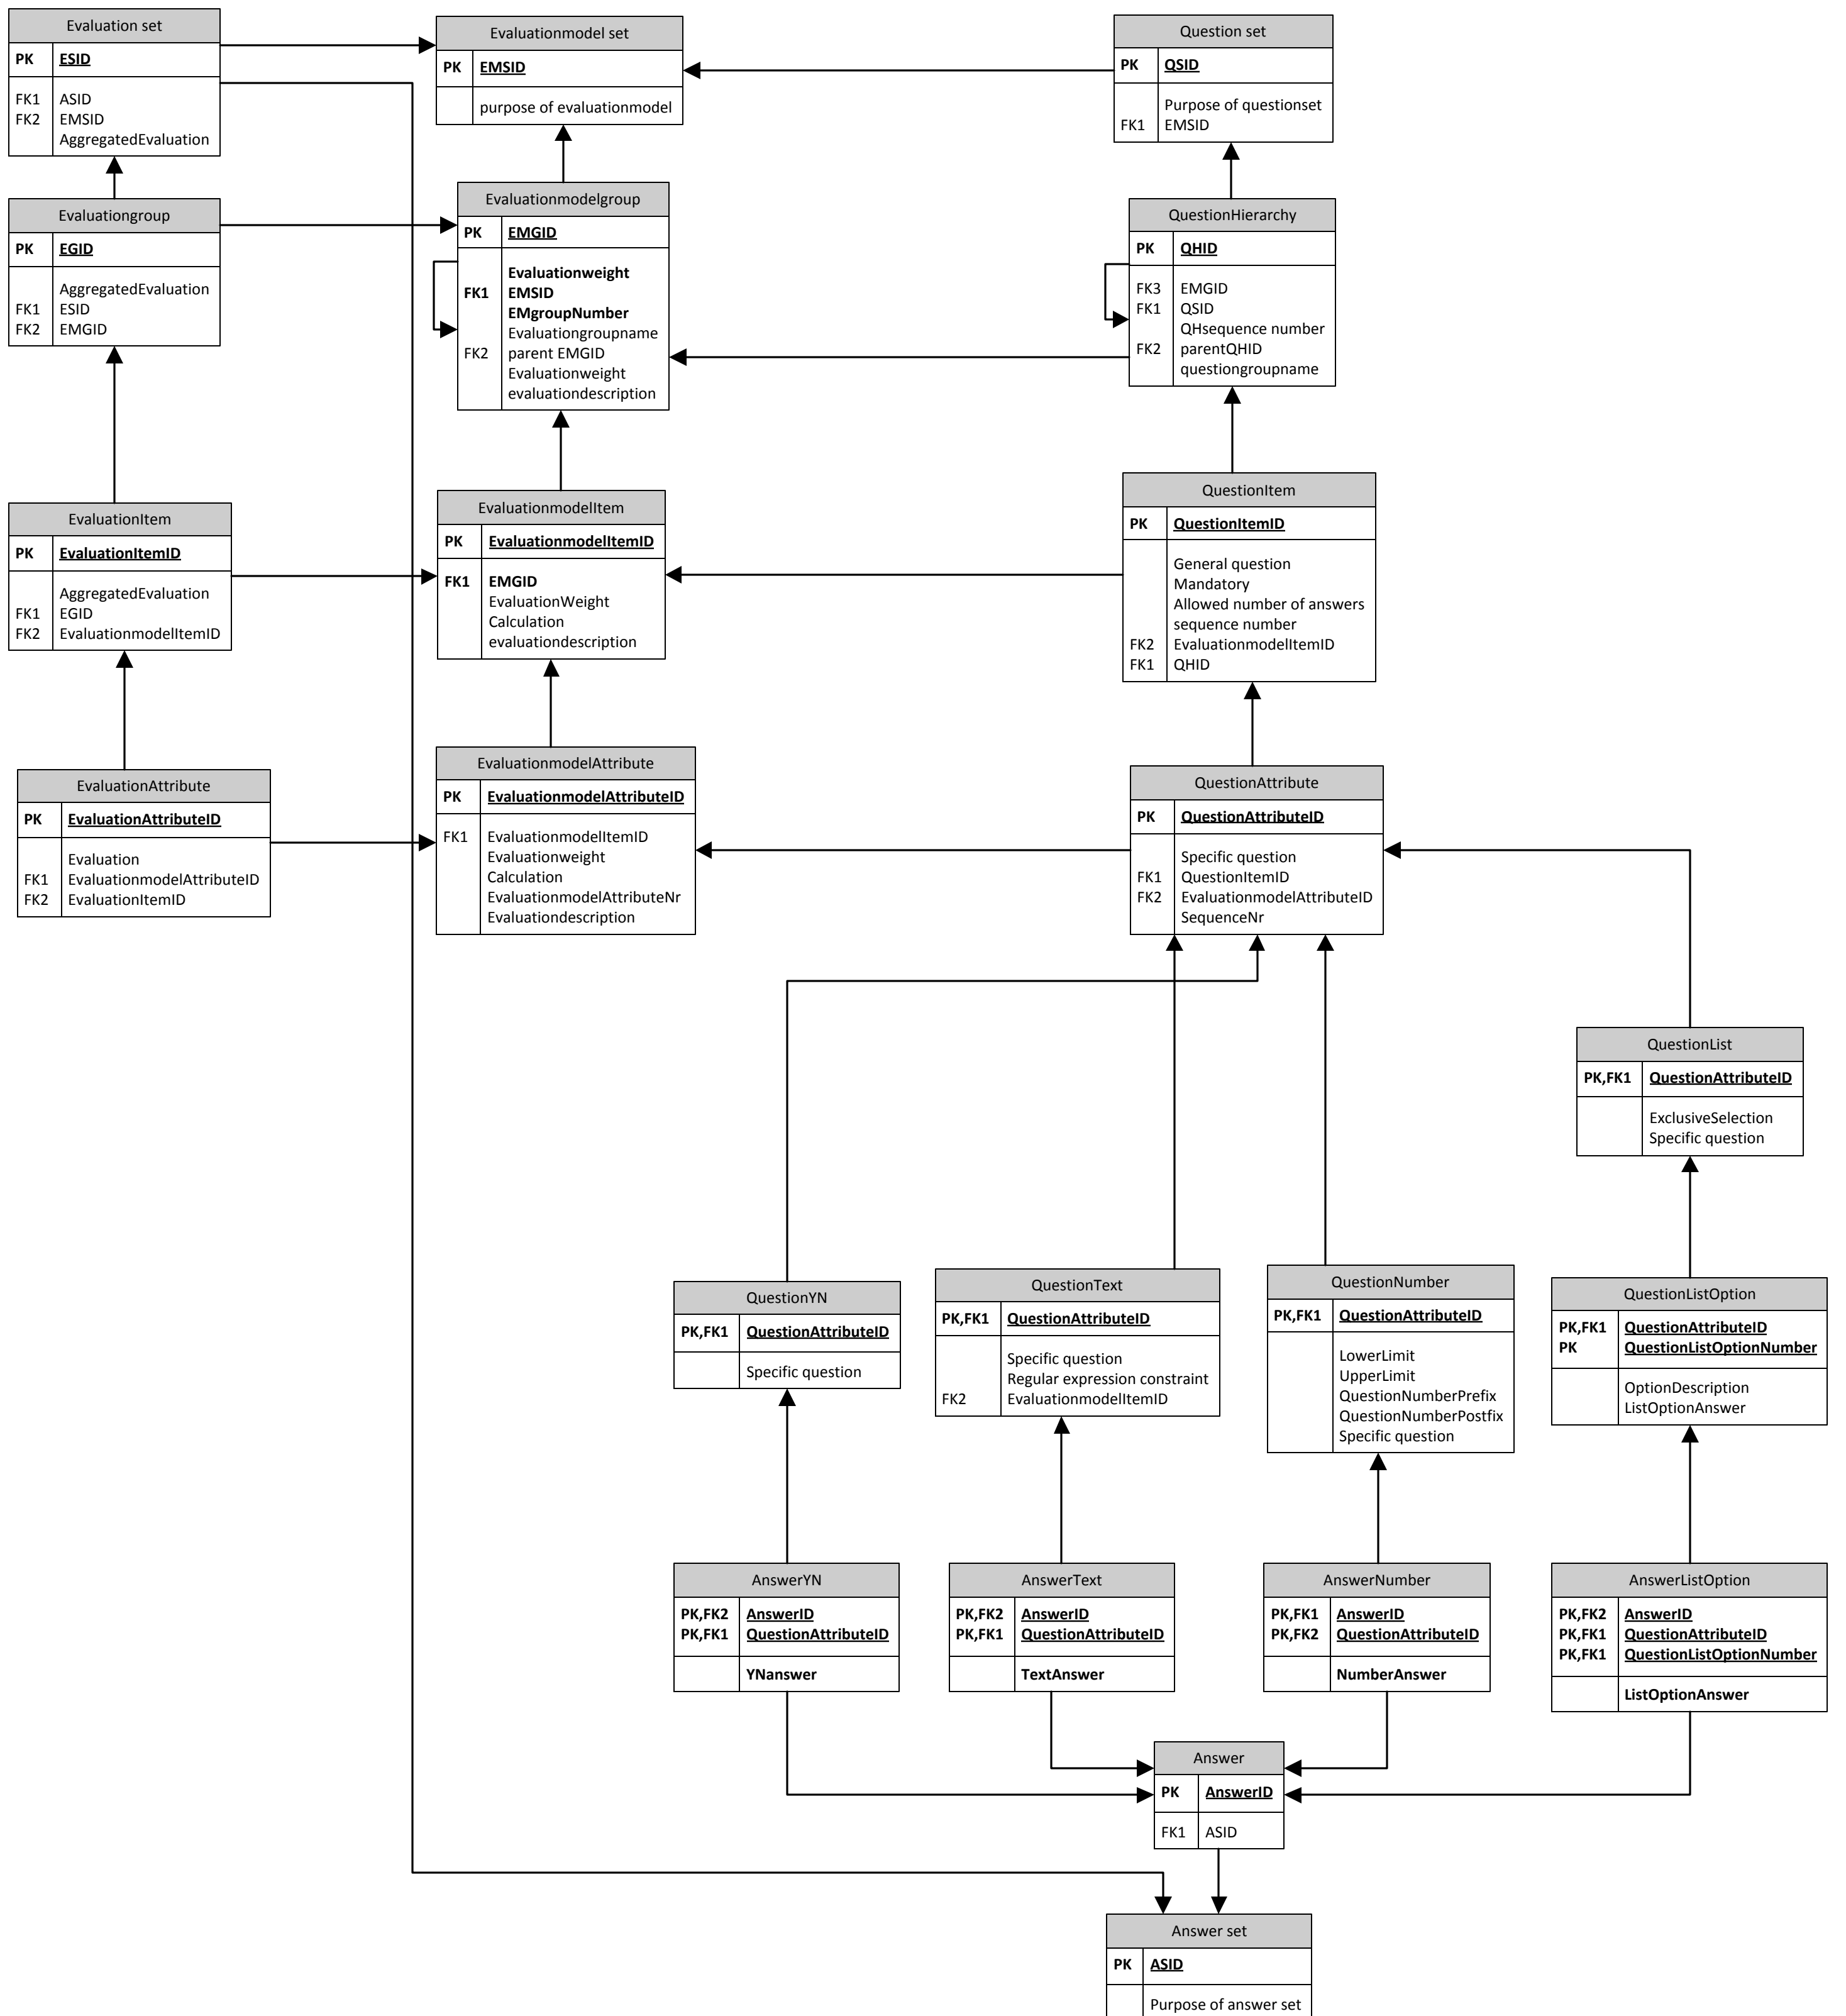 Evaluation set
PK ESID
FK1 ASID
FK2 EMSID
AggregatedEvaluation
Evaluationmodel set
PK EMSID
purpose of evaluationmodel
Question set
PK QSID
Purpose of questionset
FK1 EMSID
Evaluationgroup
PK EGID
AggregatedEvaluation
FK1 ESID
FK2 EMGID
Evaluationmodelgroup
PK EMGID
Evaluationweight
FK1 EMSID
EMgroupNumber
Evaluationgroupname
FK2 parent EMGID
Evaluationweight
evaluationdescription
QuestionHierarchy
PK QHID
FK3 EMGID
FK1 QSID
QHsequence number
FK2 parentQHID
questiongroupname
EvaluationItem
PK EvaluationItemID
AggregatedEvaluation
FK1 EGID
FK2 EvaluationmodelItemID
EvaluationmodelItem
PK EvaluationmodelItemID
FK1 EMGID
EvaluationWeight
Calculation
evaluationdescription
QuestionItem
PK QuestionItemID
General question
Mandatory
Allowed number of answers
sequence number
FK2 EvaluationmodelItemID
FK1 QHID
EvaluationAttribute
PK EvaluationAttributeID
Evaluation
FK1 EvaluationmodelAttributeID
FK2 EvaluationItemID
EvaluationmodelAttribute
PK EvaluationmodelAttributeID
FK1 EvaluationmodelItemID
Evaluationweight
Calculation
EvaluationmodelAttributeNr
Evaluationdescription
QuestionAttribute
PK QuestionAttributeID
Specific question
FK1 QuestionItemID
FK2 EvaluationmodelAttributeID
SequenceNr
QuestionList
PK,FK1 QuestionAttributeID
ExclusiveSelection
Specific question
QuestionYN
PK,FK1 QuestionAttributeID
Specific question
QuestionText
PK,FK1 QuestionAttributeID
Specific question
Regular expression constraint
FK2 EvaluationmodelItemID
QuestionNumber
PK,FK1 QuestionAttributeID
LowerLimit
UpperLimit
QuestionNumberPrefix
QuestionNumberPostfix
Specific question
QuestionListOption
PK,FK1 QuestionAttributeID
PK QuestionListOptionNumber
OptionDescription
ListOptionAnswer
AnswerYN
PK,FK2 AnswerID
PK,FK1 QuestionAttributeID
YNanswer
AnswerText
PK,FK2 AnswerID
PK,FK1 QuestionAttributeID
TextAnswer
AnswerNumber
PK,FK1 AnswerID
PK,FK2 QuestionAttributeID
NumberAnswer
AnswerListOption
PK,FK2 AnswerID
PK,FK1 QuestionAttributeID
PK,FK1 QuestionListOptionNumber
ListOptionAnswer
Answer
PK AnswerID
FK1 ASID
Answer set
PK ASID
Purpose of answer set